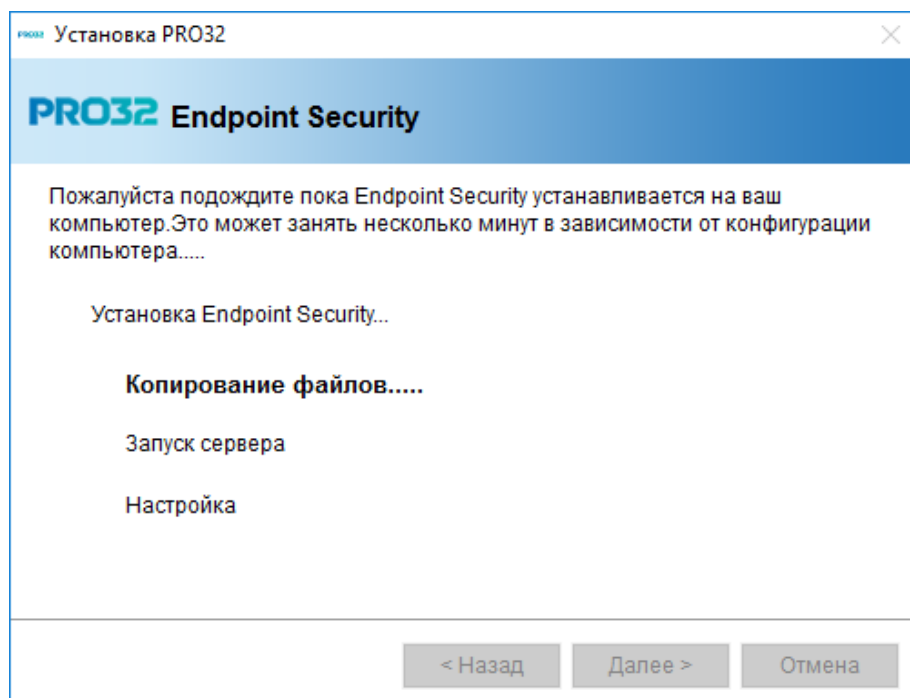 PRO32 Установка PRO32
PRO32 Endpoint Security
Пожалуйста подождите пока Endpoint Security устанавливается на ваш
компьютер.Это может занять несколько минут в зависимости от конфигурации
компьютера.....
Установка Endpoint Security...
Копирование файлов.....
Запуск сервера
Настройка
< Назад
Далее >
Отмена